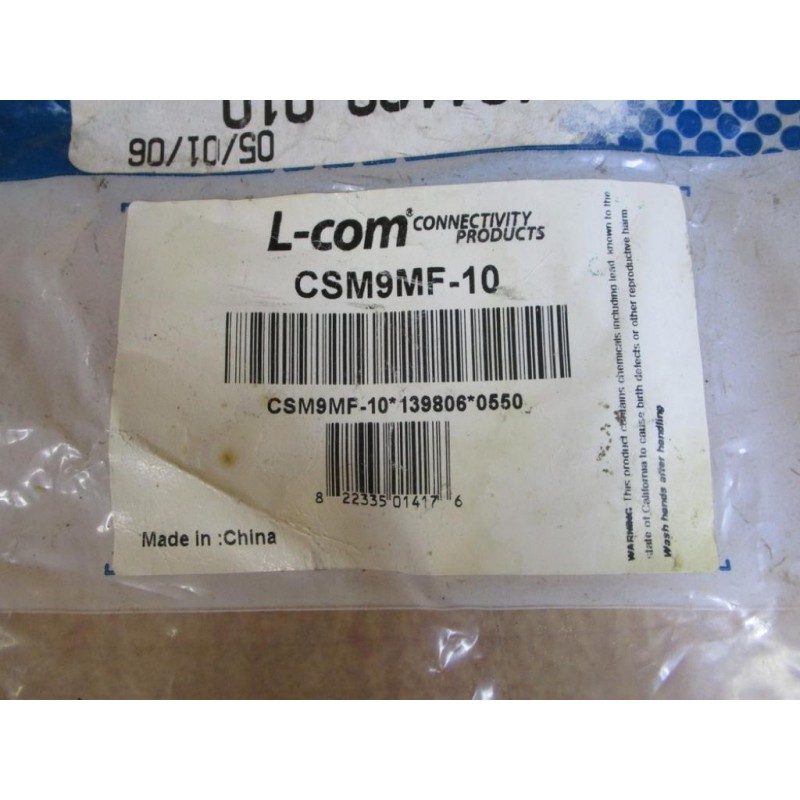 05/01/06
L-com® CONNECTIVITY
PRODUCTS
CSM9MF-10
CSM9MF-10*139806*0550
8 22335 01417 6
Made in :China
WARNING: This product contains chemicals including lead, known to the
state of California to cause birth defects or other reproductive harm
Wash hands after handling